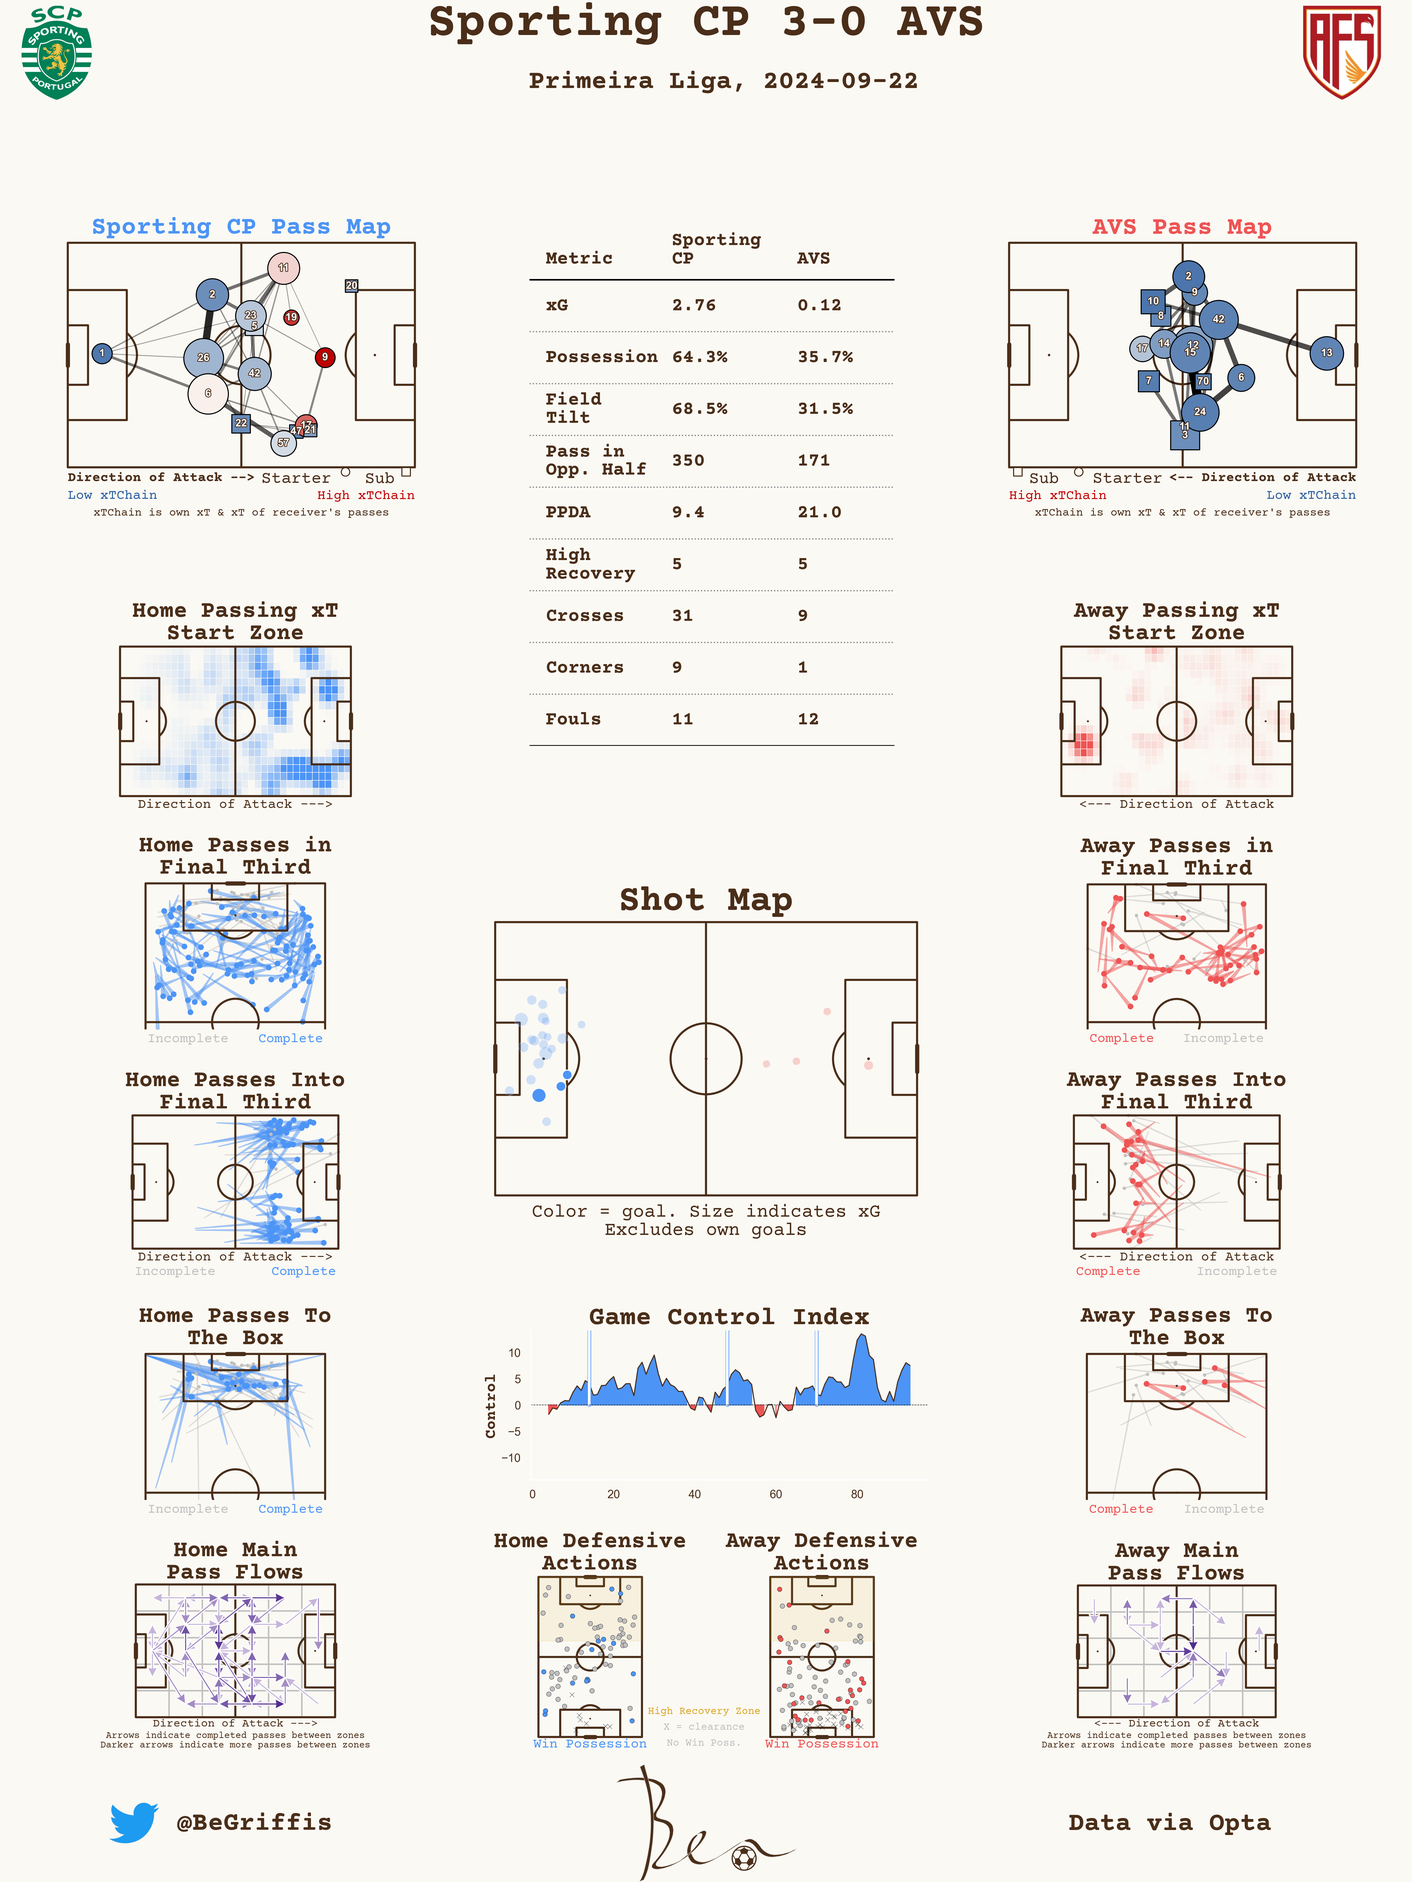 Sporting CP 3-0 AVS
Primeira Liga, 2024-09-22
SCP
SPORTING
PORTUGAL
AFS
Sporting CP Pass Map
11
20
2
23
5
19
1
26
9
42
6
22
17
47
21
57
Direction of Attack --> Starter Sub
Low xTChain High xTChain
xTChain is own xT & xT of receiver's passes
Metric Sporting CP AVS
xG 2.76 0.12
Possession 64.3% 35.7%
Field Tilt 68.5% 31.5%
Pass in Opp. Half 350 171
PPDA 9.4 21.0
High Recovery 5 5
Crosses 31 9
Corners 9 1
Fouls 11 12
AVS Pass Map
2
9
10
8
42
17
14
12
15
13
7
70
6
24
11
3
Sub Starter <-- Direction of Attack
High xTChain Low xTChain
xTChain is own xT & xT of receiver's passes
Home Passing xT
Start Zone
Direction of Attack --->
Away Passing xT
Start Zone
<--- Direction of Attack
Home Passes in
Final Third
Incomplete Complete
Away Passes in
Final Third
Complete Incomplete
Shot Map
Color = goal. Size indicates xG
Excludes own goals
Home Passes Into
Final Third
Direction of Attack --->
Incomplete Complete
Away Passes Into
Final Third
<--- Direction of Attack
Complete Incomplete
Home Passes To
The Box
Incomplete Complete
Game Control Index
Control
10
5
0
−5
−10
0 20 40 60 80
Away Passes To
The Box
Complete Incomplete
Home Main
Pass Flows
Direction of Attack --->
Arrows indicate completed passes between zones
Darker arrows indicate more passes between zones
Home Defensive
Actions
Win Possession
Away Defensive
Actions
Win Possession
High Recovery Zone
X = clearance
No Win Poss.
Away Main
Pass Flows
<--- Direction of Attack
Arrows indicate completed passes between zones
Darker arrows indicate more passes between zones
@BeGriffis
Ben
Data via Opta